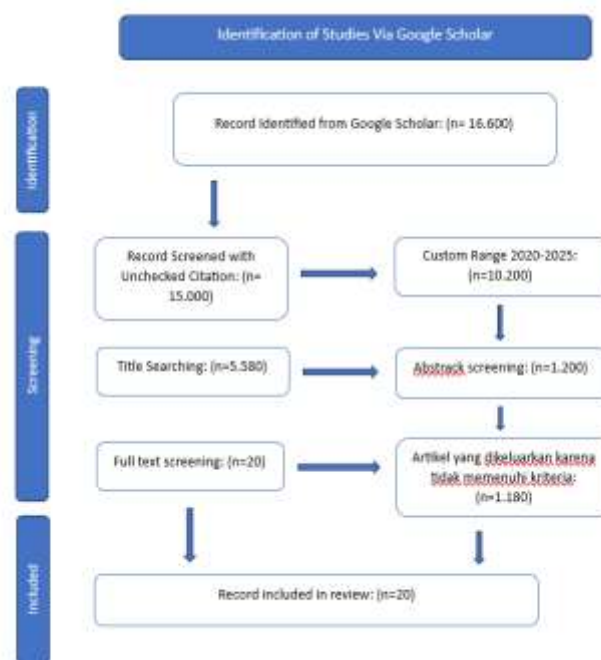 Identification of Studies Via Google Scholar
Identification
Record Identified from Google Scholar: (n= 16.600)
Screening
Record Screened with
Unchecked Citation: (n=
15.000)
Custom Range 2020-2025:
(n=10.200)
Title Searching: (n=5.580)
Abstrack screening: (n=1.200)
Full text screening: (n=20)
Artikel yang dikeluarkan karena
tidak memenuhi kriteria:
(n=1.180)
Included
Record included in review: (n=20)